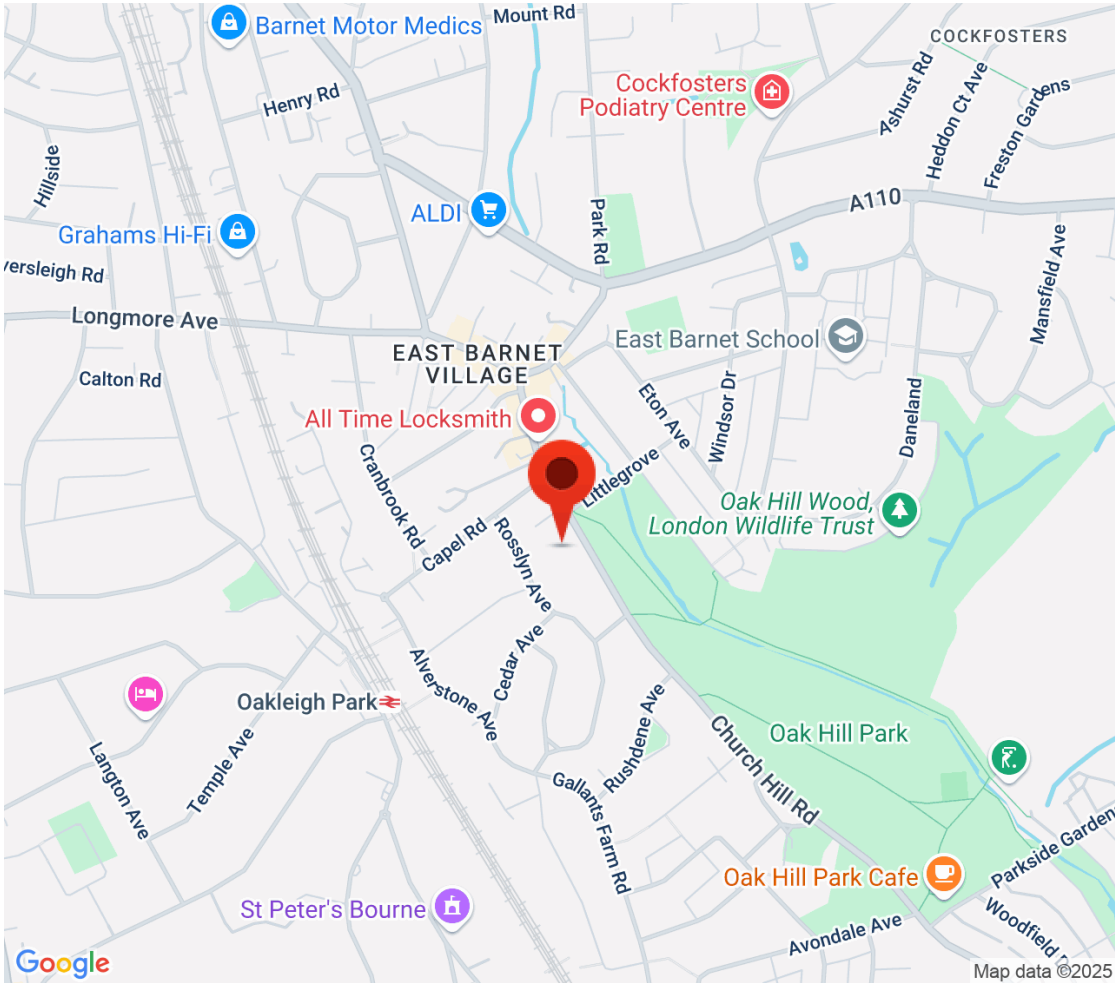 Mount Rd
Barnet Motor Medics
COCKFOSTERS
Cockfosters
Podiatry Centre
Henry Rd
Ashurst Rd
Heddon Ct Ave
Freston Gardens
Hillside
ALDI
A110
Park Rd
Grahams Hi-Fi
versleigh Rd
Mansfield Ave
Longmore Ave
East Barnet School
EAST BARNET
VILLAGE
Calton Rd
Eton Ave
Windsor Dr
Daneland
All Time Locksmith
Cranbrook Rd
Littlegrove
Oak Hill Wood,
London Wildlife Trust
Capel Rd
Rosslyn Ave
Cedar Ave
Alverstone Ave
Oakleigh Park
Rushdene Ave
Church Hill Rd
Oak Hill Park
Langton Ave
Temple Ave
Gallants Farm Rd
Parkside Gardens
Oak Hill Park Cafe
St Peter's Bourne
Avondale Ave
Woodfield
Google
Map data ©2025